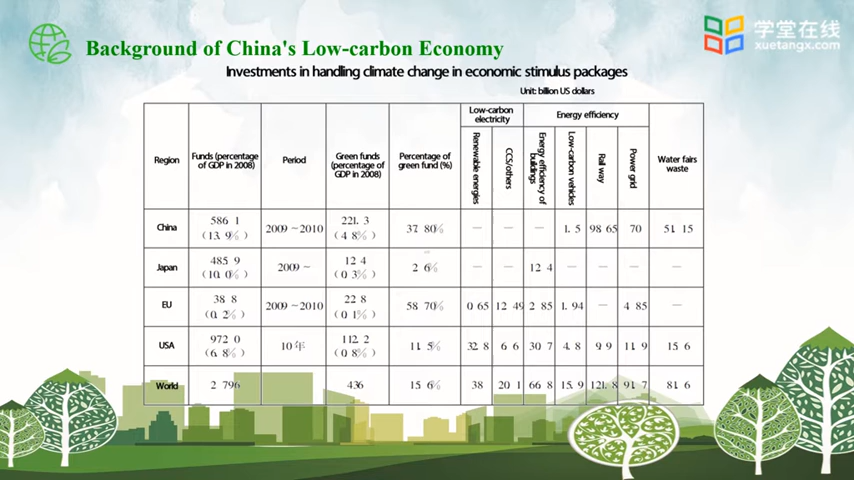 Background of China's Low-carbon Economy
学堂在线
xuetangx.com
Investments in handling climate change in economic stimulus packages
Unit: billion US dollars
Region
Funds (percentage
of GDP in 2008)
Period
Green funds
(percentage of
GDP in 2008)
Percentage of
green fund (%)
Low-carbon
electricity
Energy efficiency
Renewable energies
CCS/others
Energy efficiency of
buildings
Low-carbon vehicles
Rail way
Power grid
Water fairs
waste
China
586. 1
(13. 9%)
2009～2010
221. 3
(4. 8%)
37. 80%
— — — 1. 5 98. 65 70 51. 15
Japan
485. 9
(10. 0%)
2009～
12. 4
(0. 3%)
2. 6%
— — 12. 4 — — — —
EU
38. 8
(0. 2%)
2009～2010
22. 8
(0. 1%)
58. 70%
0. 65 12. 49 2. 85 1. 94 — 4. 85 —
USA
972. 0
(6. 8%)
10年
112. 2
(0. 8%)
11. 5%
32. 8 6. 6 30. 7 4. 8 9. 9 11. 9 15. 6
World
2 796
436
15. 6%
38 20. 1 66. 8 15. 9 121. 8 91. 7 81. 6